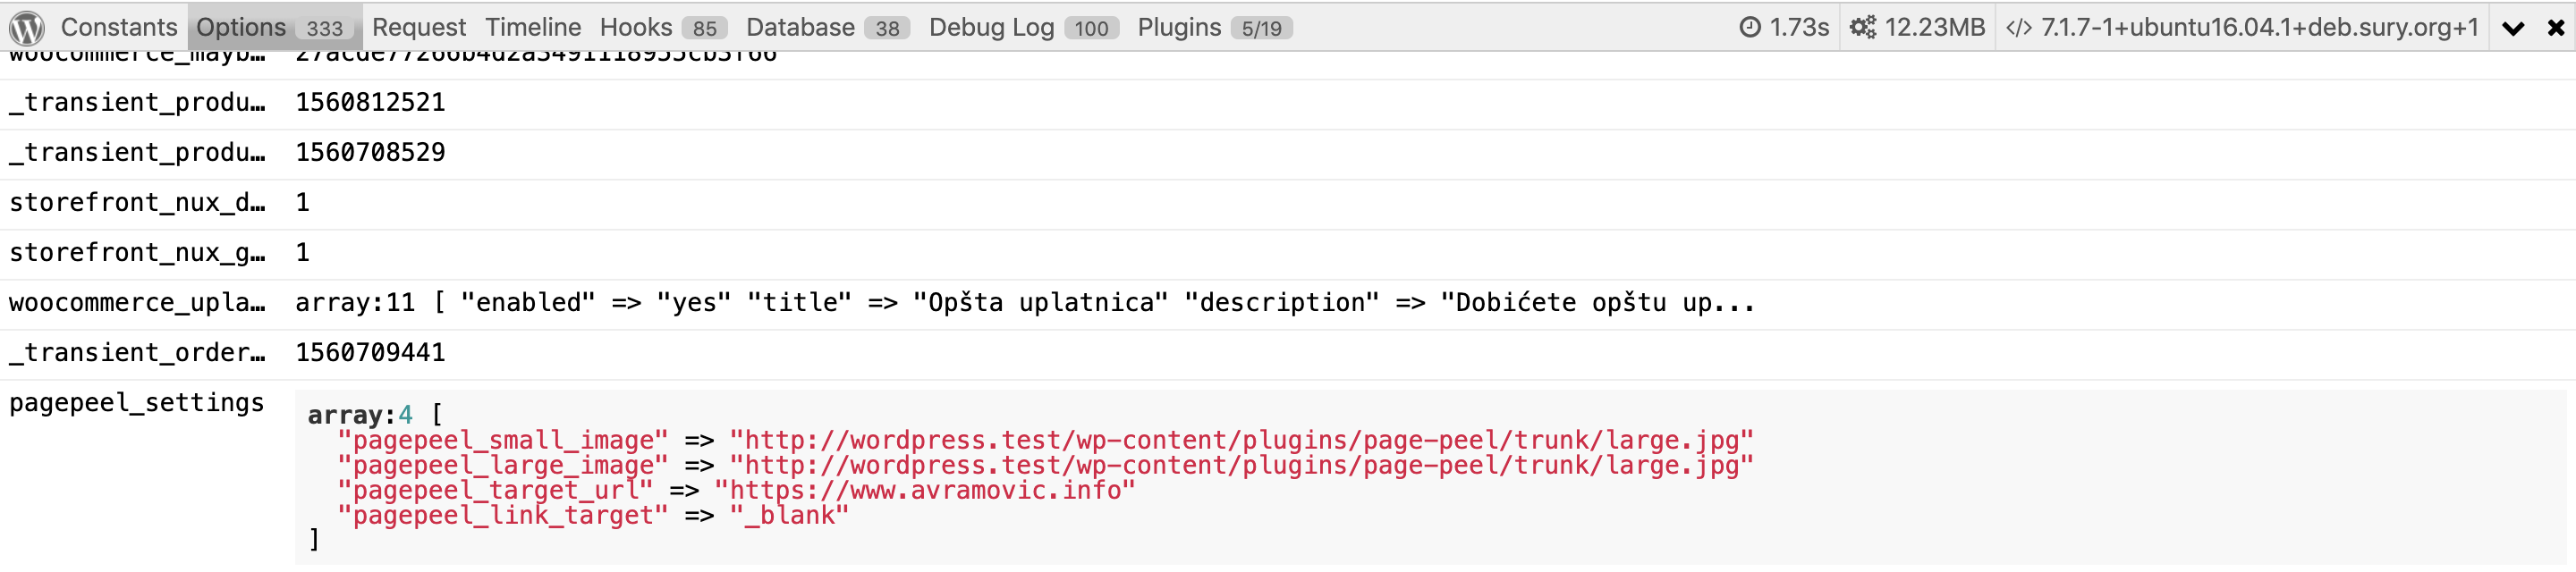 Constants Options 333 Request Timeline Hooks 85 Database 38 Debug Log 100 Plugins 5/19 1.73s 12.23MB </> 7.1.7-1+ubuntu16.04.1+deb.sury.org+1
woocommerce_mayb… 27acde77266b4d2a3491118955cb3f66
_transient_produ… 1560812521
_transient_produ… 1560708529
storefront_nux_d… 1
storefront_nux_g… 1
woocommerce_upla… array:11 [ "enabled" => "yes" "title" => "Opšta uplatnica" "description" => "Dobićete opštu up...
_transient_order… 1560709441
pagepeel_settings array:4 [
"pagepeel_small_image" => "http://wordpress.test/wp-content/plugins/page-peel/trunk/large.jpg"
"pagepeel_large_image" => "http://wordpress.test/wp-content/plugins/page-peel/trunk/large.jpg"
"pagepeel_target_url" => "https://www.avramovic.info"
"pagepeel_link_target" => "_blank"
]